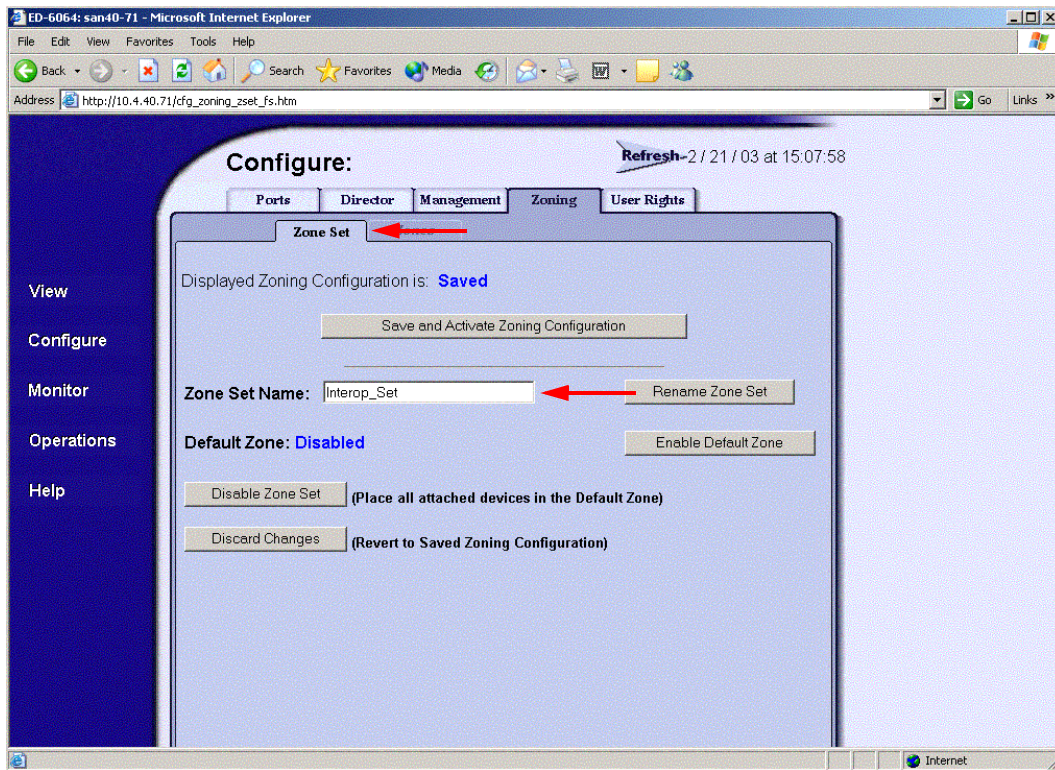 ED-6064: san40-71 - Microsoft Internet Explorer
File Edit View Favorites Tools Help
Back Search Favorites Media
Address http://10.4.40.71/cfg_zoning_zset_fs.htm Go Links »
Configure:
Refresh-2 / 21 / 03 at 15:07:58
Ports Director Management Zoning User Rights
Zone Set
Displayed Zoning Configuration is: Saved
View
Save and Activate Zoning Configuration
Configure
Monitor
Zone Set Name: Interop_Set Rename Zone Set
Operations
Default Zone: Disabled Enable Default Zone
Help
Disable Zone Set (Place all attached devices in the Default Zone)
Discard Changes (Revert to Saved Zoning Configuration)
Internet